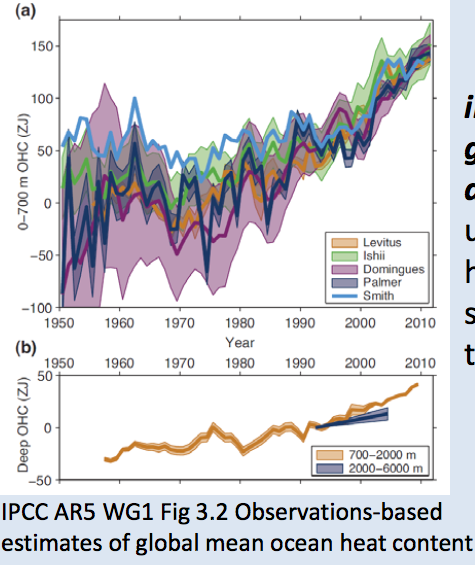 (a)
150
100
50
0
−50
−100
0−700 m OHC (ZJ)
Levitus
Ishii
Domingues
Palmer
Smith
1950 1960 1970 1980 1990 2000 2010
Year
(b)
1950 1960 1970 1980 1990 2000 2010
50
0
−50
Deep OHC (ZJ)
700−2000 m
2000−6000 m
IPCC AR5 WG1 Fig 3.2 Observations-based
estimates of global mean ocean heat content